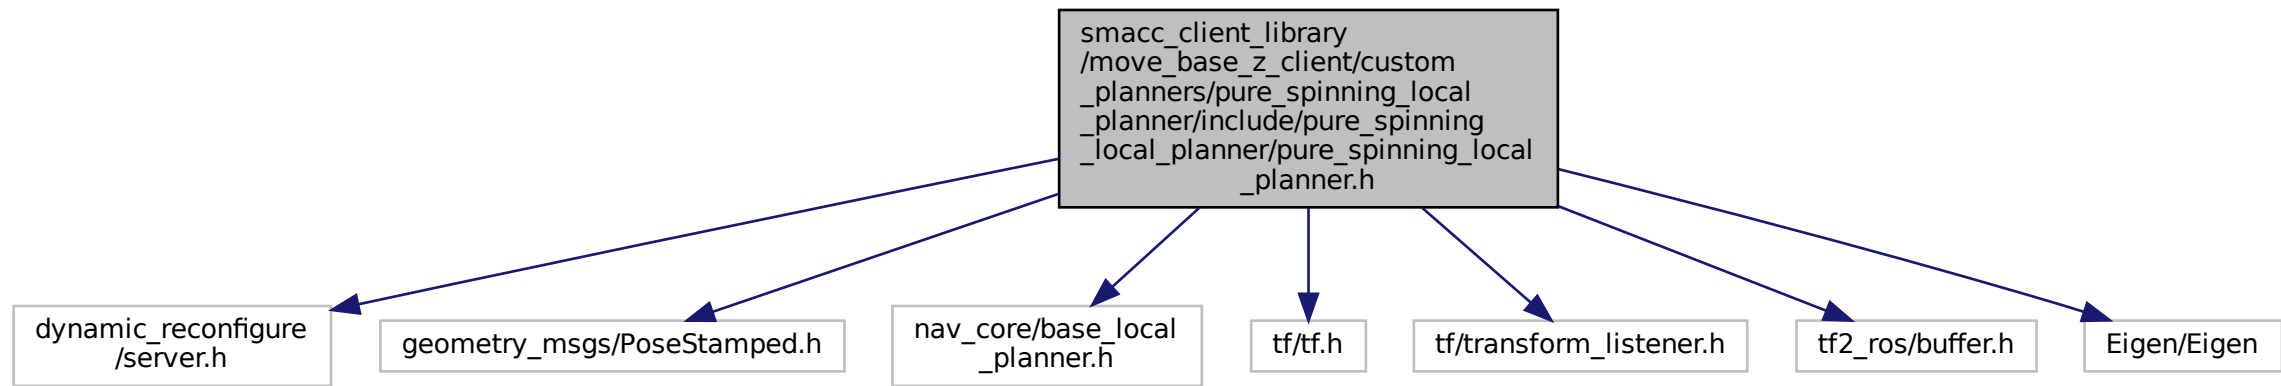 smacc_client_library
/move_base_z_client/custom
_planners/pure_spinning_local
_planner/include/pure_spinning
_local_planner/pure_spinning_local
_planner.h
dynamic_reconfigure
/server.h
geometry_msgs/PoseStamped.h
nav_core/base_local
_planner.h
tf/tf.h
tf/transform_listener.h
tf2_ros/buffer.h
Eigen/Eigen